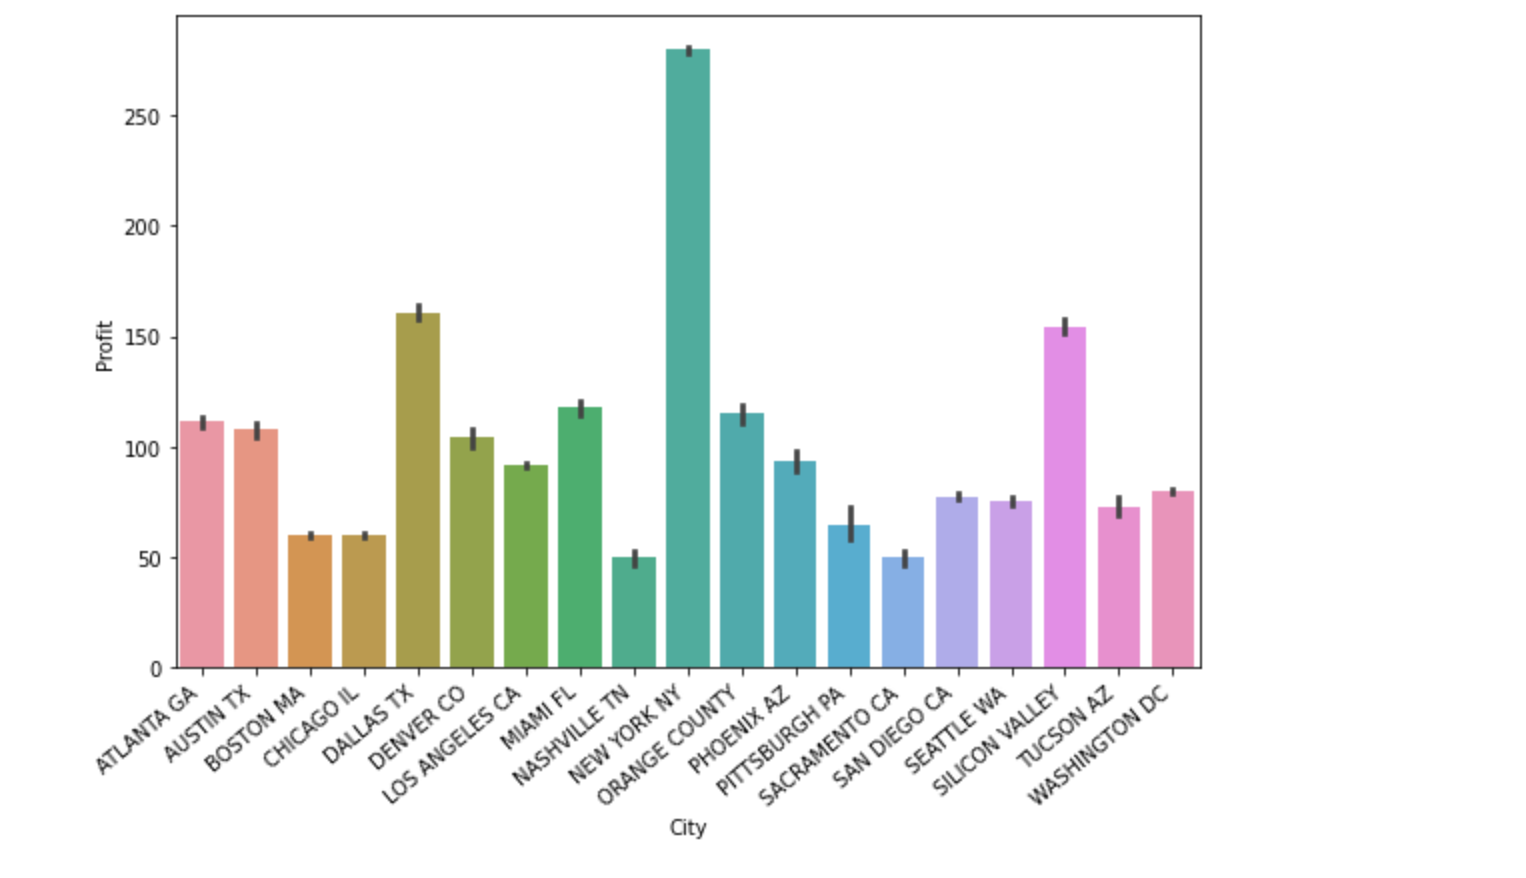 250
200
150
100
50
0
Profit
ATLANTA GA
AUSTIN TX
BOSTON MA
CHICAGO IL
DALLAS TX
DENVER CO
LOS ANGELES CA
MIAMI FL
NASHVILLE TN
NEW YORK NY
ORANGE COUNTY
PHOENIX AZ
PITTSBURGH PA
SACRAMENTO CA
SAN DIEGO CA
SEATTLE WA
SILICON VALLEY
TUCSON AZ
WASHINGTON DC
City